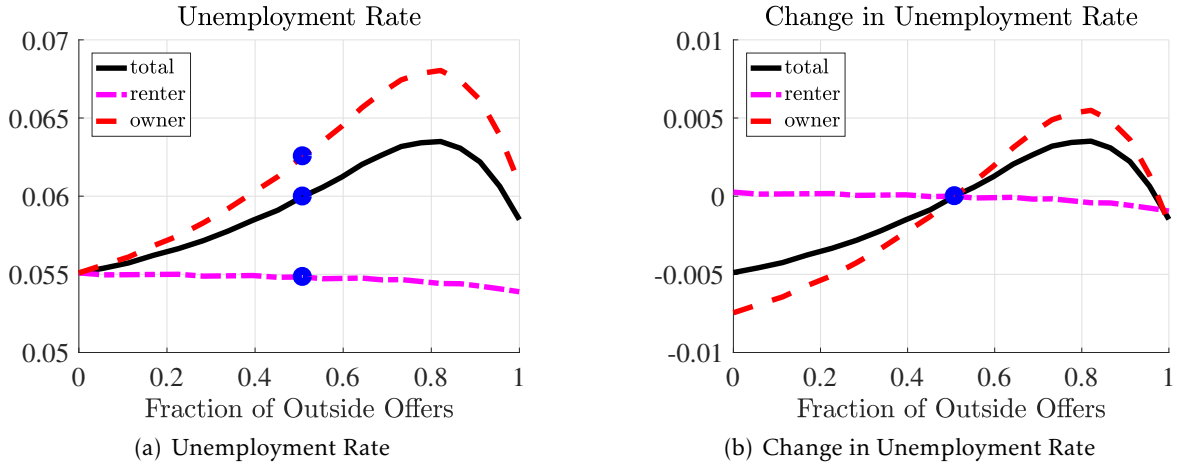 Unemployment Rate
0.07
0.065
0.06
0.055
0.05
total
renter
owner
0 0.2 0.4 0.6 0.8 1
Fraction of Outside Offers
(a) Unemployment Rate
Change in Unemployment Rate
0.01
0.005
0
-0.005
-0.01
total
renter
owner
0 0.2 0.4 0.6 0.8 1
Fraction of Outside Offers
(b) Change in Unemployment Rate